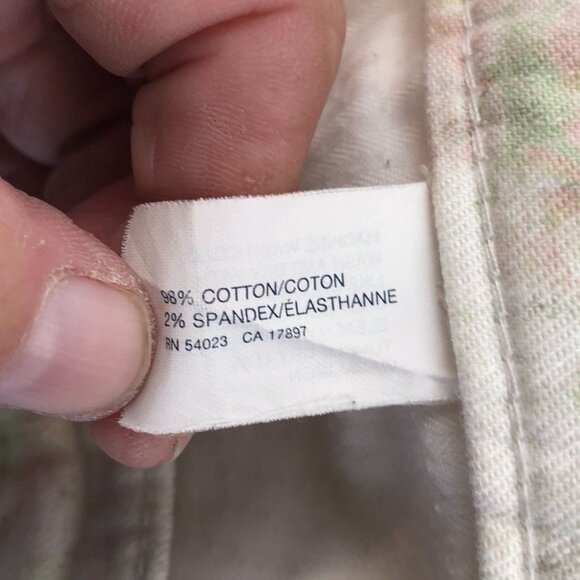 98% COTTON/COTON
2% SPANDEX/ÉLASTHANNE
RN 54023 CA 17897